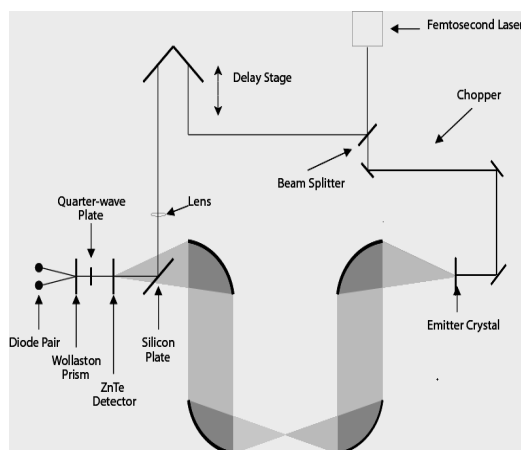 Femtosecond Laser
Delay Stage
Chopper
Beam Splitter
Quarter-wave
Plate
Lens
Diode Pair
Wollaston
Prism
ZnTe
Detector
Silicon
Plate
Emitter Crystal